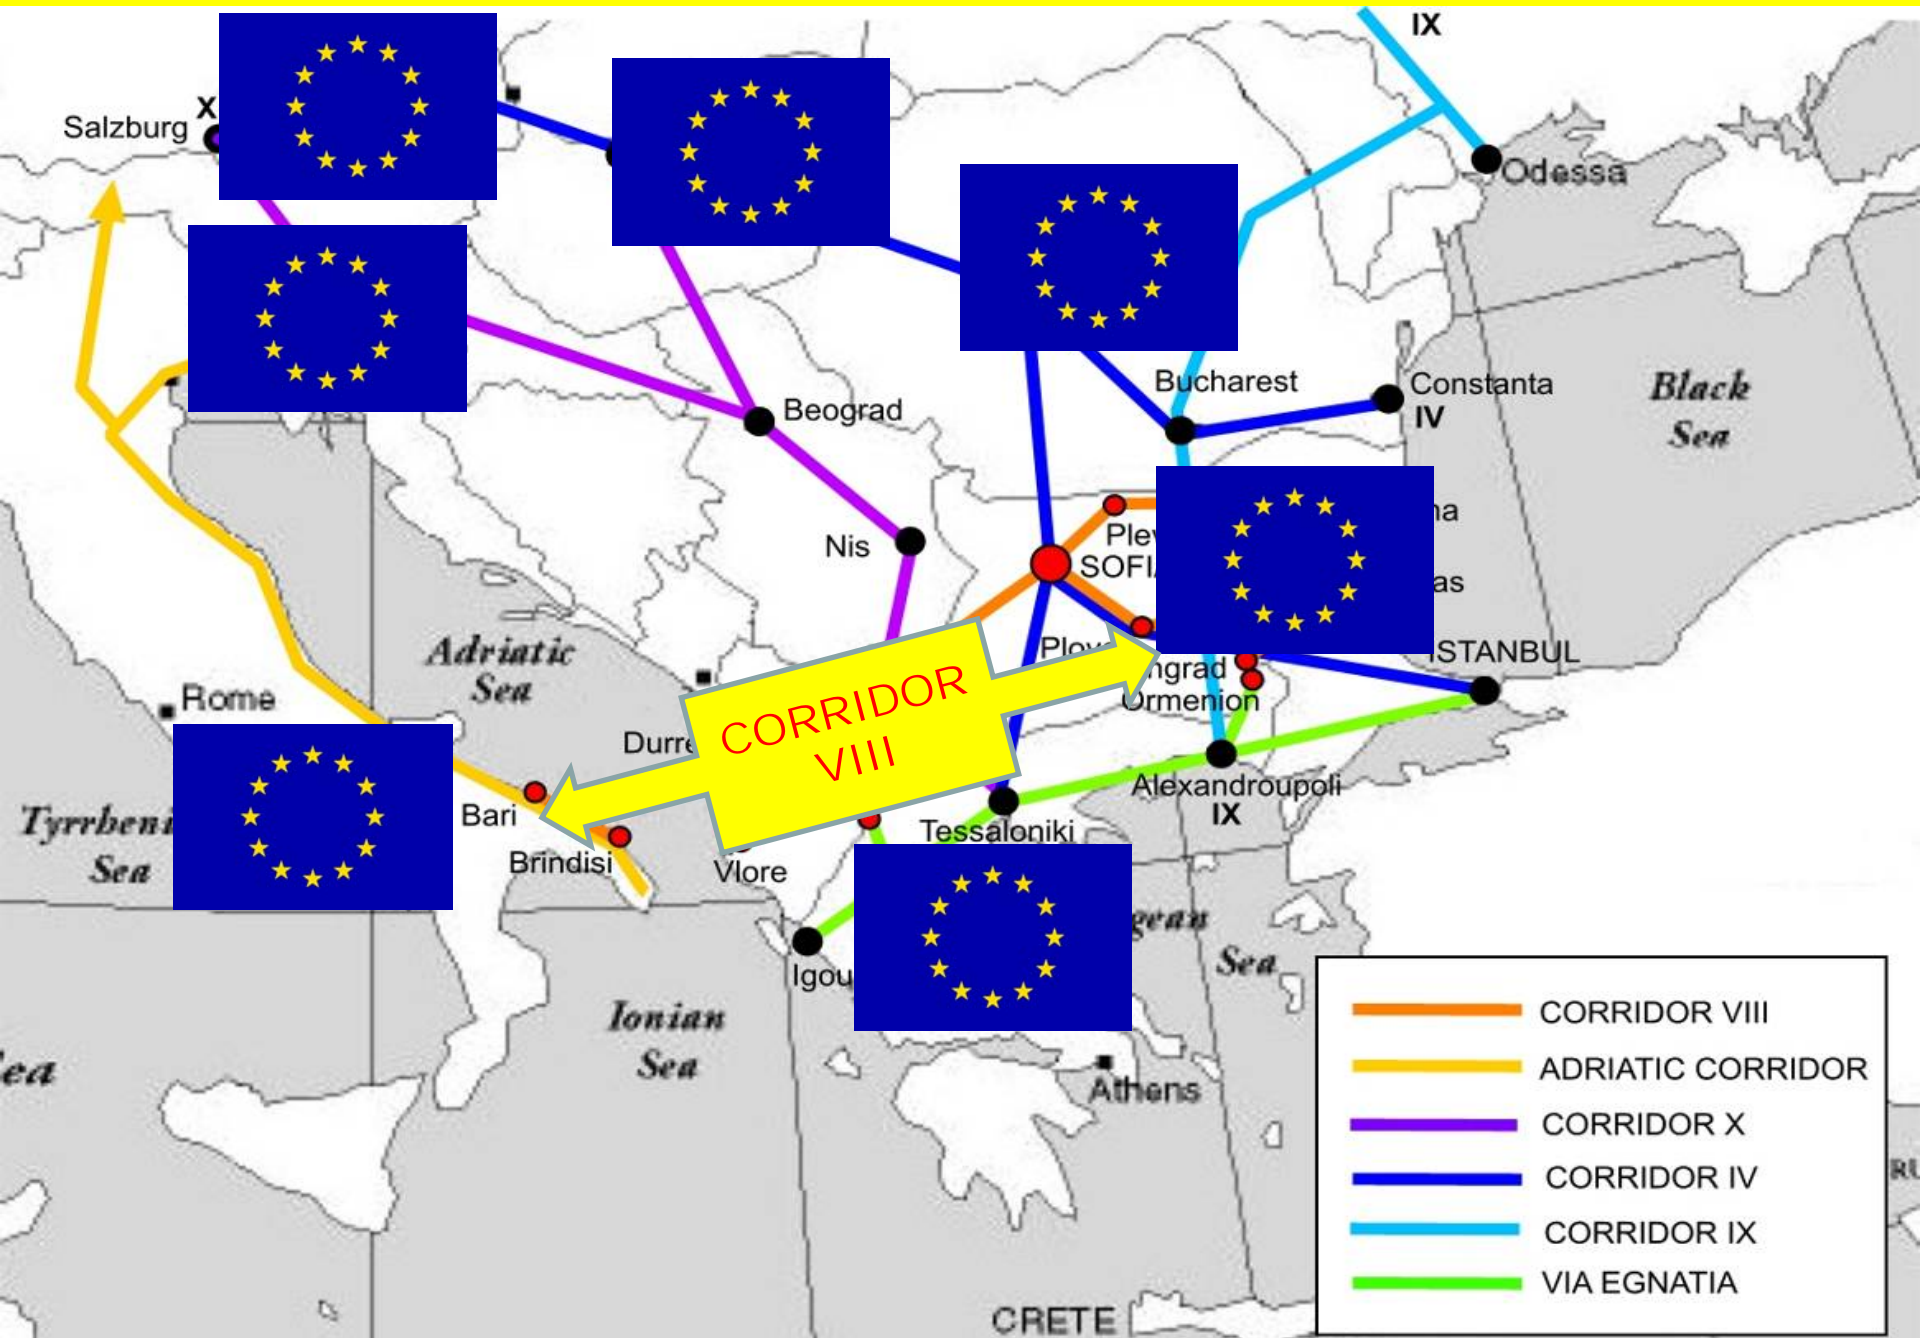 IX
X
Salzburg
Odessa
Bucharest
Constanta
IV
Black
Sea
Beograd
Nis
SOFI
ISTANBUL
Ormenion
Adriatic
Sea
Rome
CORRIDOR
VIII
Alexandroupoli
IX
Bari
Tessaloniki
Brindisi
Vlore
Sea
Sea
Ionian
Sea
Athens
CRETE
CORRIDOR VIII
ADRIATIC CORRIDOR
CORRIDOR X
CORRIDOR IV
CORRIDOR IX
VIA EGNATIA